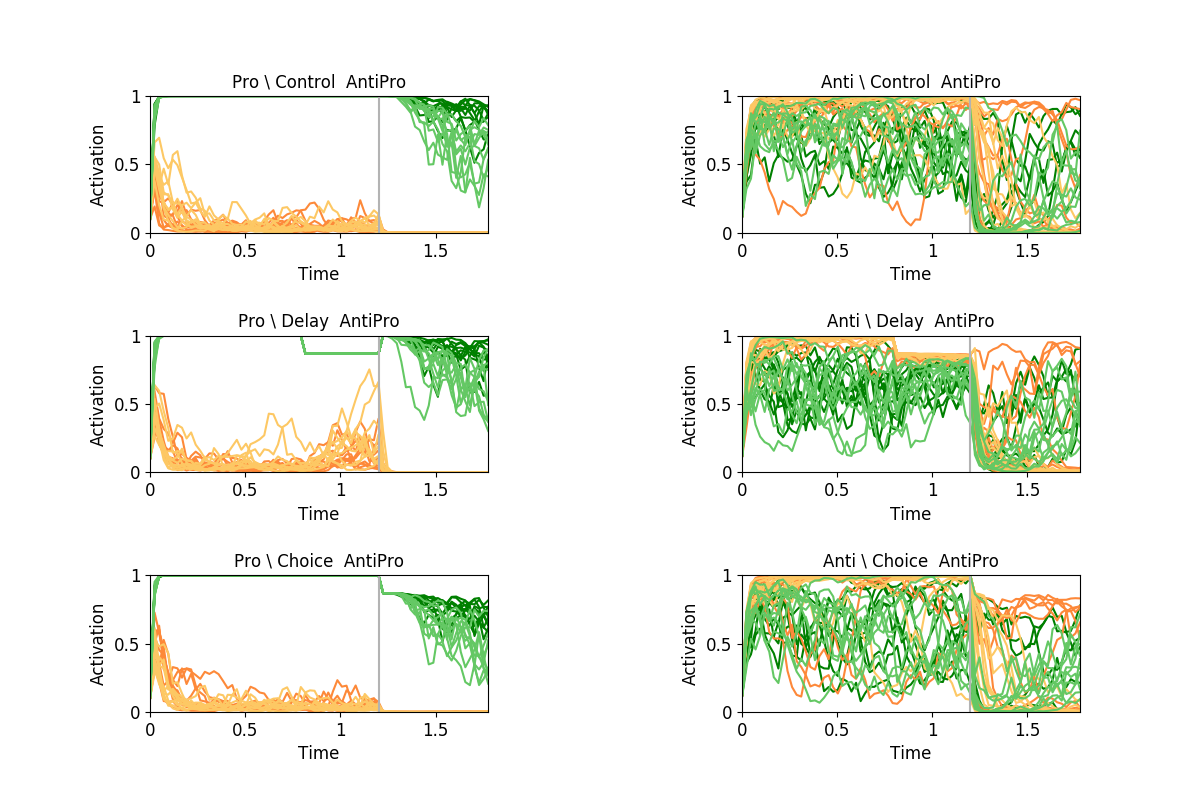 Pro \ Control  AntiPro
Activation
1
0.5
0
0
0.5
1
1.5
Time
Anti \ Control  AntiPro
Activation
1
0.5
0
0
0.5
1
1.5
Time
Pro \ Delay  AntiPro
Activation
1
0.5
0
0
0.5
1
1.5
Time
Anti \ Delay  AntiPro
Activation
1
0.5
0
0
0.5
1
1.5
Time
Pro \ Choice  AntiPro
Activation
1
0.5
0
0
0.5
1
1.5
Time
Anti \ Choice  AntiPro
Activation
1
0.5
0
0
0.5
1
1.5
Time